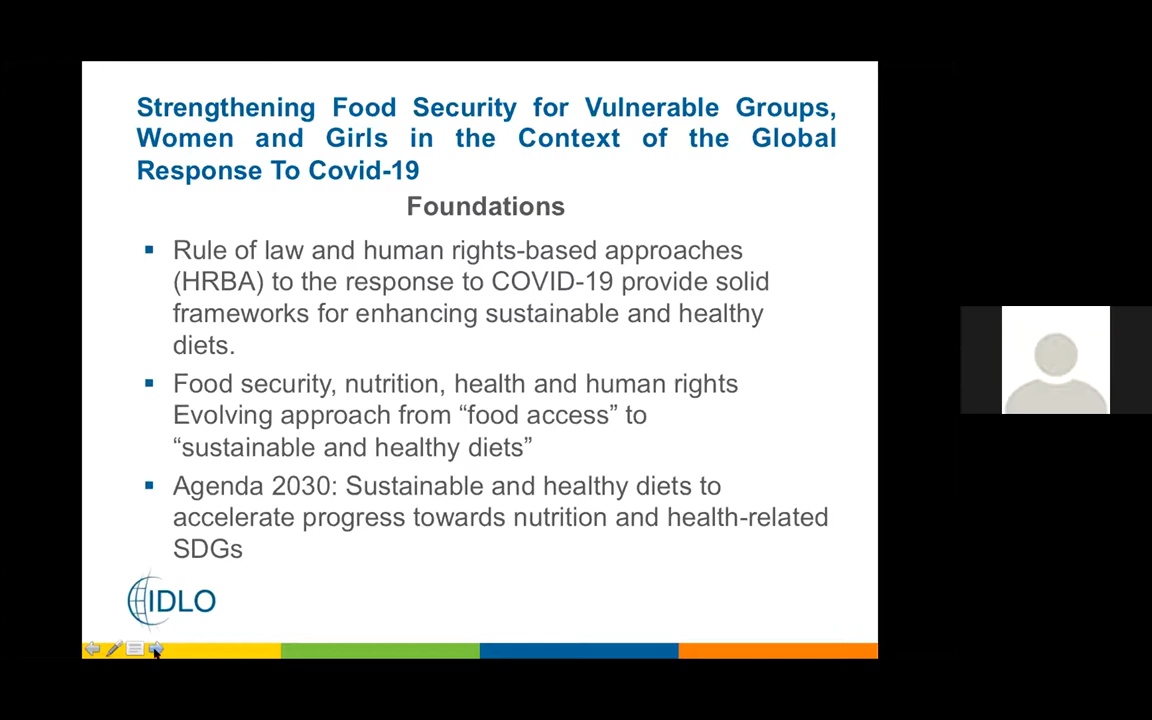 Strengthening Food Security for Vulnerable Groups,
Women and Girls in the Context of the Global
Response To Covid-19
Foundations
Rule of law and human rights-based approaches
(HRBA) to the response to COVID-19 provide solid
frameworks for enhancing sustainable and healthy
diets.
Food security, nutrition, health and human rights
Evolving approach from “food access” to
“sustainable and healthy diets”
Agenda 2030: Sustainable and healthy diets to
accelerate progress towards nutrition and health-related
SDGs
IDLO